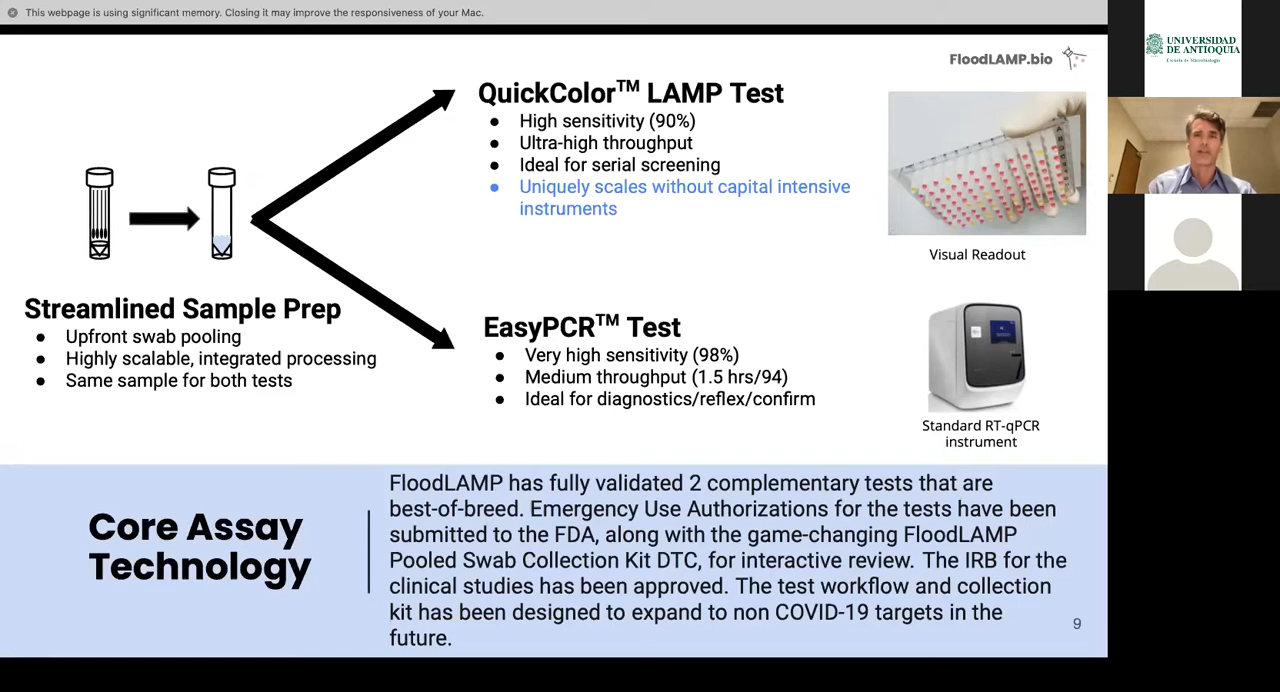 This webpage is using significant memory. Closing it may improve the responsiveness of your Mac.
FloodLAMP.bio
QuickColor™ LAMP Test
● High sensitivity (90%)
● Ultra-high throughput
● Ideal for serial screening
● Uniquely scales without capital intensive
instruments
Visual Readout
Streamlined Sample Prep
● Upfront swab pooling
● Highly scalable, integrated processing
● Same sample for both tests
EasyPCR™ Test
● Very high sensitivity (98%)
● Medium throughput (1.5 hrs/94)
● Ideal for diagnostics/reflex/confirm
Standard RT-qPCR
instrument
Core Assay
Technology
FloodLAMP has fully validated 2 complementary tests that are
best-of-breed. Emergency Use Authorizations for the tests have been
submitted to the FDA, along with the game-changing FloodLAMP
Pooled Swab Collection Kit DTC, for interactive review. The IRB for the
clinical studies has been approved. The test workflow and collection
kit has been designed to expand to non COVID-19 targets in the
future.
9
UNIVERSIDAD
DE ANTIOQUIA
Escuela de Microbiología